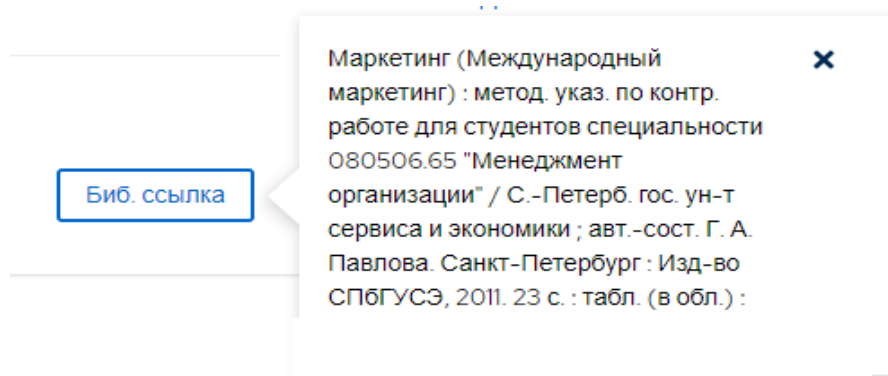 Биб. ссылка
Маркетинг (Международный
маркетинг) : метод. указ. по контр.
работе для студентов специальности
080506.65 "Менеджмент
организации" / С.-Петерб. гос. ун-т
сервиса и экономики ; авт.-сост. Г. А.
Павлова. Санкт-Петербург : Изд-во
СПбГУСЭ, 2011. 23 с. : табл. (в обл.) :